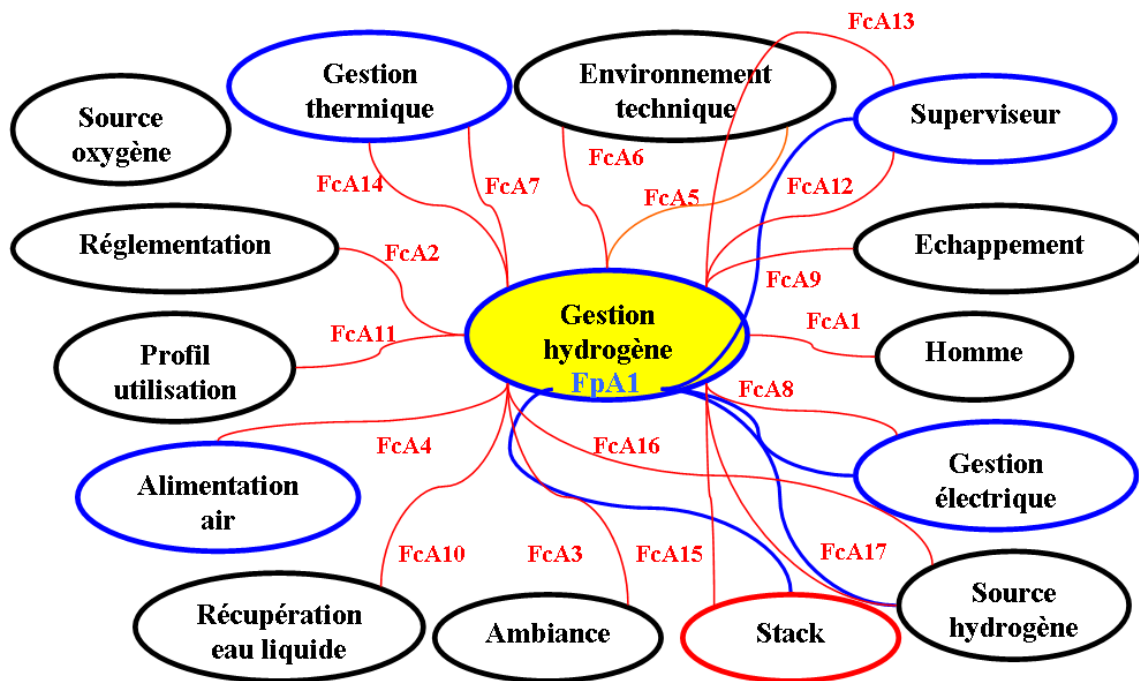 FcA13
Gestion
thermique
Environnement
technique
Superviseur
Source
oxygène
FcA6
FcA14
FcA7
FcA5
FcA12
Réglementation
FcA2
Echappement
FcA9
FcA11
Gestion
hydrogène
FpA1
FcA1
Profil
utilisation
Homme
FcA8
FcA4
FcA16
Alimentation
air
Gestion
électrique
FcA10
FcA3
FcA15
FcA17
Récupération
eau liquide
Ambiance
Stack
Source
hydrogène